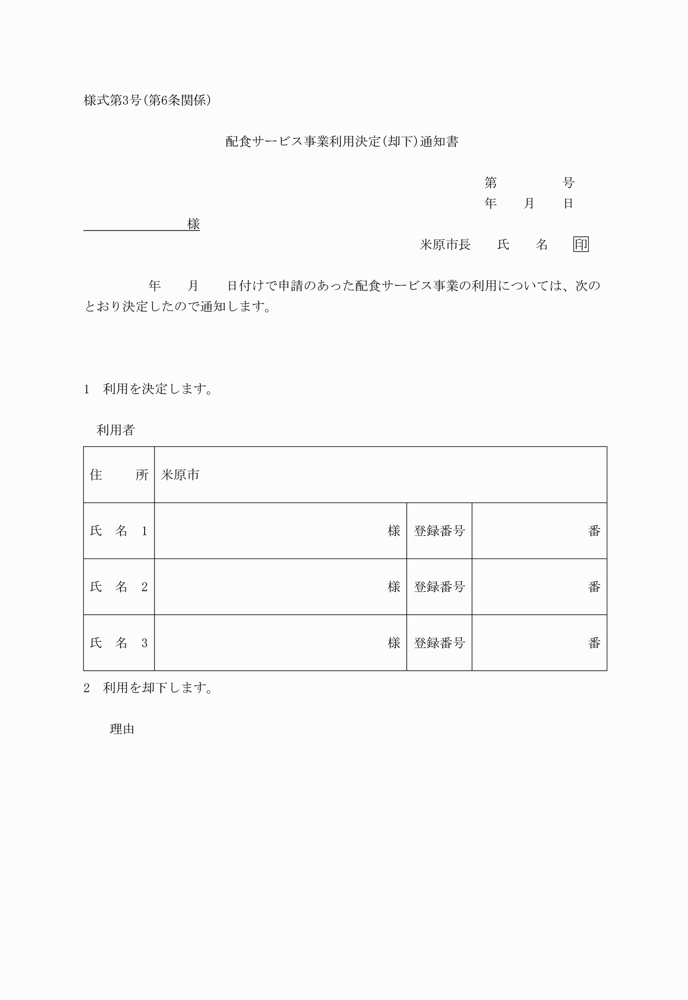 様式第3号(第6条関係)
配食サービス事業利用決定(却下)通知書
第　　　　　号
年　　月　　日
　　　　　　　　様
米原市長　　氏　　名　　印
年　　月　　日付けで申請のあった配食サービス事業の利用については、次の
とおり決定したので通知します。
1　利用を決定します。
利用者
住　　所　米原市
氏　名　1　様　登録番号　番
氏　名　2　様　登録番号　番
氏　名　3　様　登録番号　番
2　利用を却下します。
理由